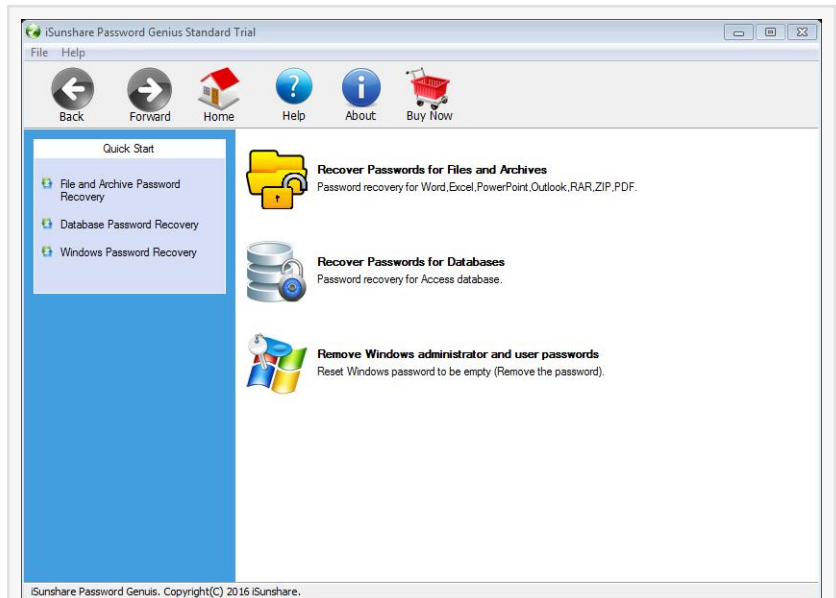 iSunshare Password Genius Standard Trial
File Help
Back Forward Home Help About Buy Now
Quick Start
File and Archive Password
Recovery
Database Password Recovery
Windows Password Recovery
Recover Passwords for Files and Archives
Password recovery for Word,Excel,PowerPoint,Outlook,RAR,ZIP,PDF.
Recover Passwords for Databases
Password recovery for Access database.
Remove Windows administrator and user passwords
Reset Windows password to be empty (Remove the password).
iSunshare Password Genuis. Copyright(C) 2016 iSunshare.